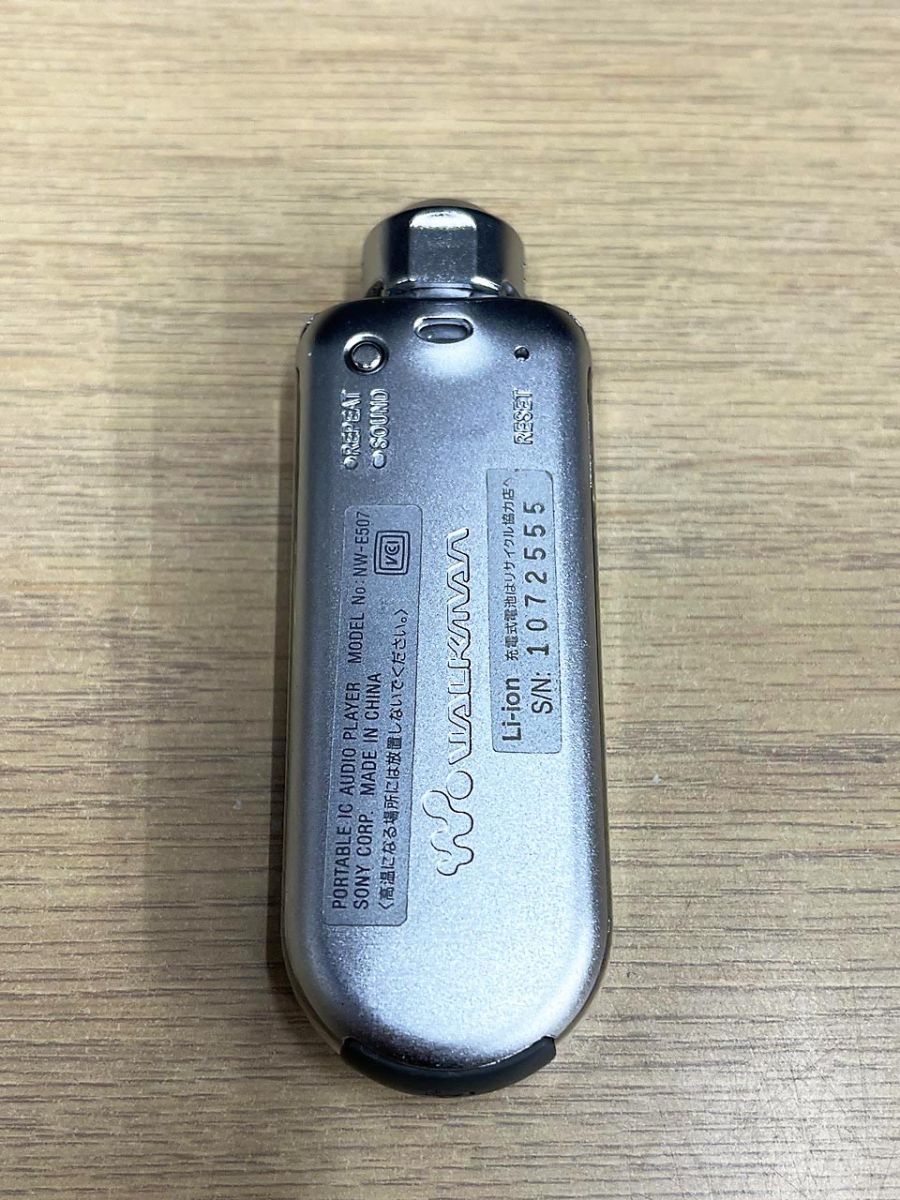 REPEAT
SOUND
RESET
PORTABLE IC AUDIO PLAYER MODEL No: NW-E507
SONY CORP. MADE IN CHINA
VCI
〈高温になる場所には放置しないでください。〉
WALKMAN
Li-ion 充電式電池はリサイクル協力店へ
S/N. 1072555